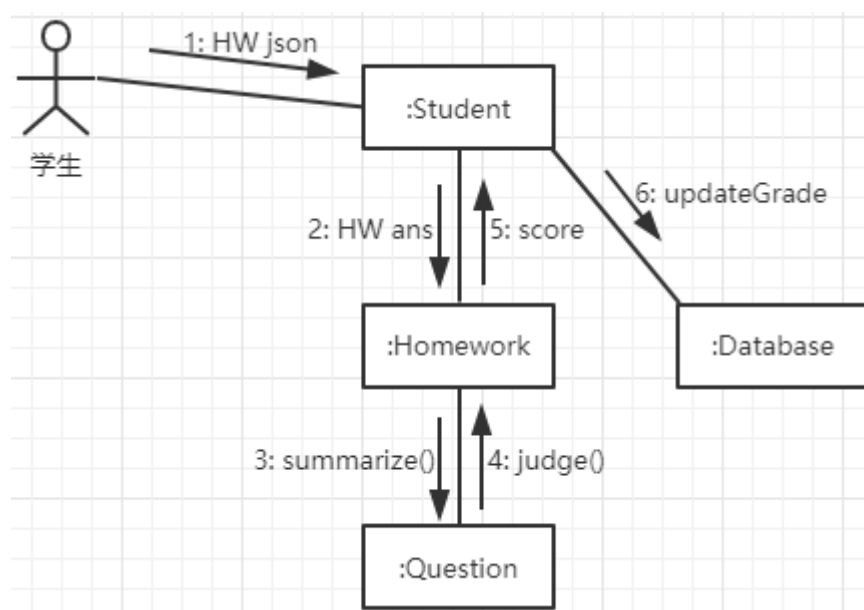 1: HW json
:Student
学生
6: updateGrade
2: HW ans
5: score
:Homework
:Database
3: summarize()
4: judge()
:Question